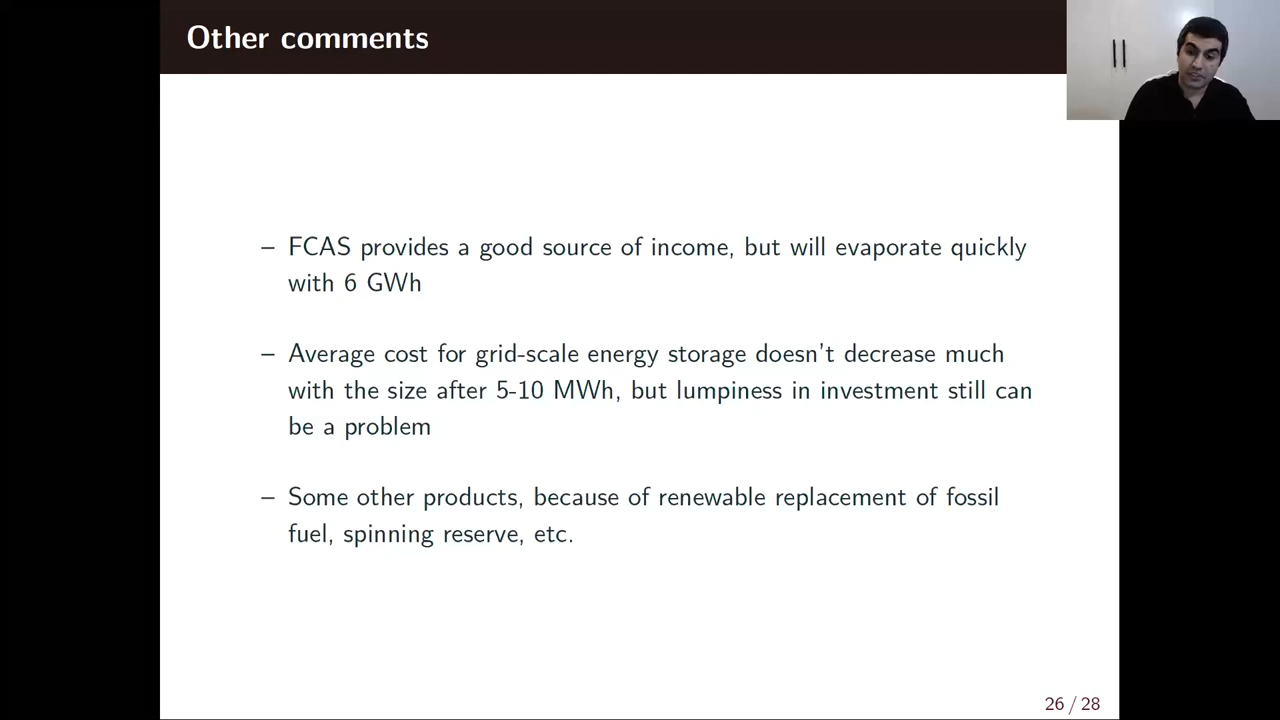 Other comments
– FCAS provides a good source of income, but will evaporate quickly
with 6 GWh
– Average cost for grid-scale energy storage doesn't decrease much
with the size after 5-10 MWh, but lumpiness in investment still can
be a problem
– Some other products, because of renewable replacement of fossil
fuel, spinning reserve, etc.
26 / 28